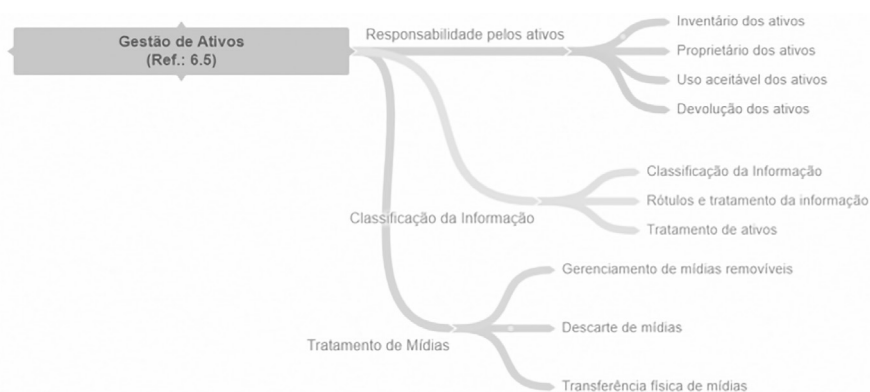 Gestão de Ativos
(Ref.: 6.5)
Responsabilidade pelos ativos
Inventário dos ativos
Proprietário dos ativos
Uso aceitável dos ativos
Devolução dos ativos
Classificação da Informação
Classificação da Informação
Rótulos e tratamento da informação
Tratamento de ativos
Tratamento de Mídias
Gerenciamento de mídias removíveis
Descarte de mídias
Transferência física de mídias